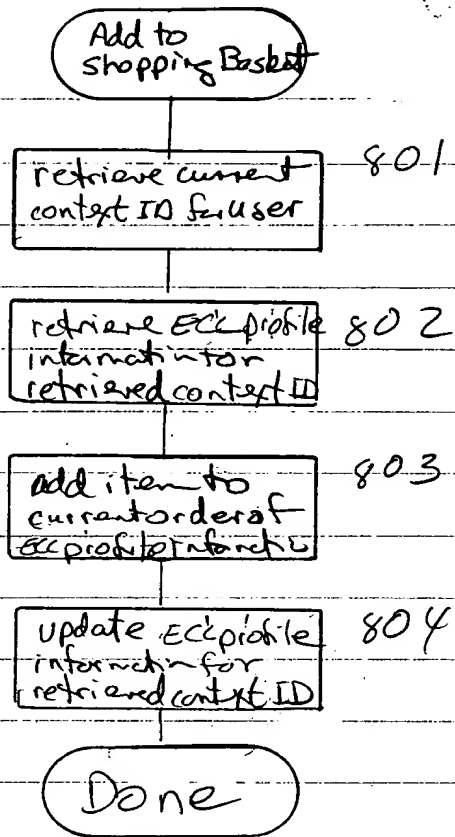 Add to
shopping Basket
801
retrieve current
context ID for user
802
retrieve ECC profile
information for
retrieved context ID
803
add item to
current order of
ECC profile
804
update ECC profile
information for
retrieved context ID
Done